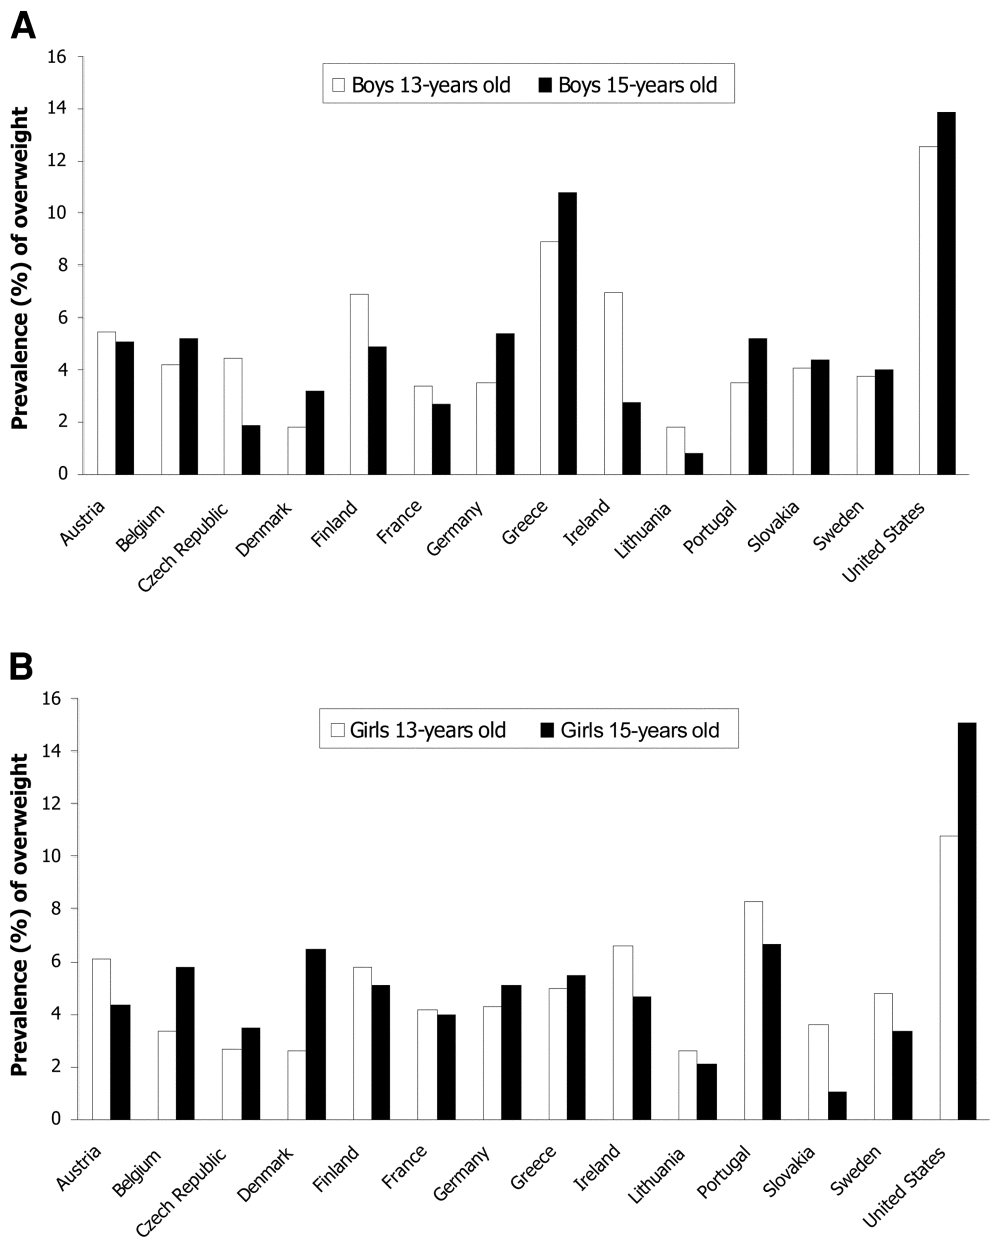 A
16
14
12
10
8
6
4
2
0
Prevalence (%) of overweight
Boys 13-years old Boys 15-years old
Austria
Belgium
Czech Republic
Denmark
Finland
France
Germany
Greece
Ireland
Lithuania
Portugal
Slovakia
Sweden
United States
B
16
14
12
10
8
6
4
2
0
Prevalence (%) of overweight
Girls 13-years old Girls 15-years old
Austria
Belgium
Czech Republic
Denmark
Finland
France
Germany
Greece
Ireland
Lithuania
Portugal
Slovakia
Sweden
United States